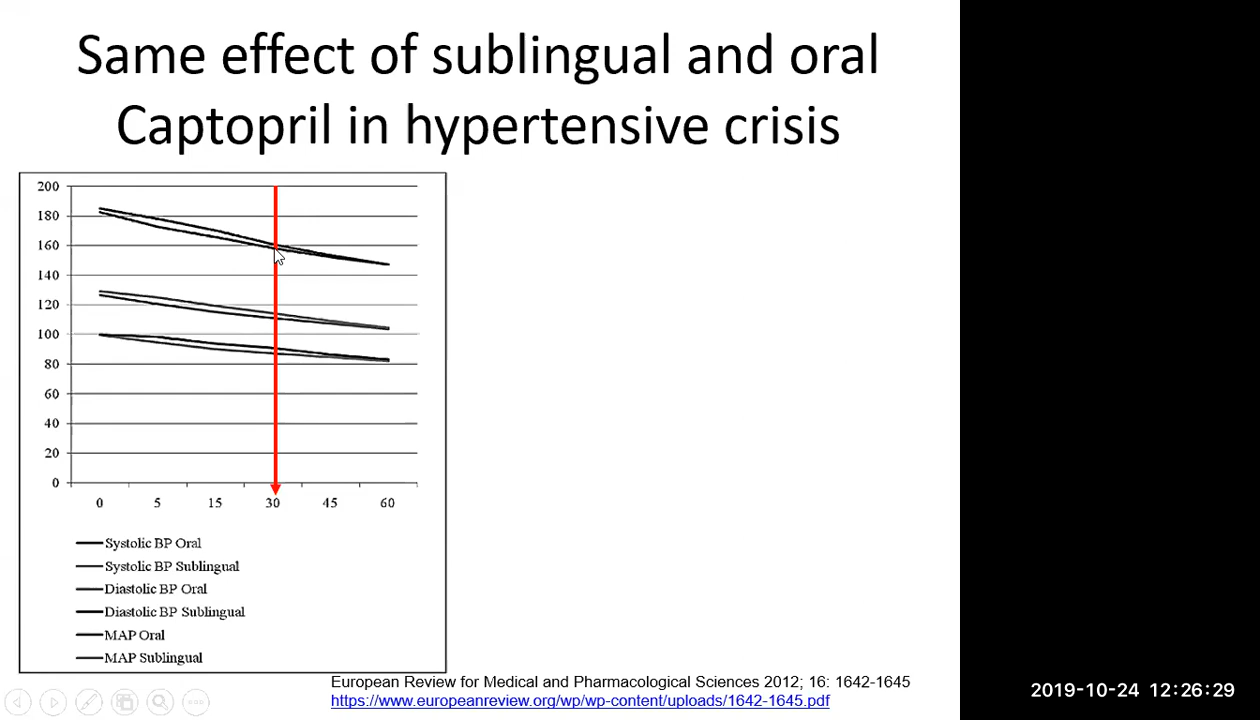 Same effect of sublingual and oral
Captopril in hypertensive crisis
200
180
160
140
120
100
80
60
40
20
0
0 5 15 30 45 60
Systolic BP Oral
Systolic BP Sublingual
Diastolic BP Oral
Diastolic BP Sublingual
MAP Oral
MAP Sublingual
European Review for Medical and Pharmacological Sciences 2012; 16: 1642-1645
https://www.europeanreview.org/wp/wp-content/uploads/1642-1645.pdf
2019-10-24 12:26:29